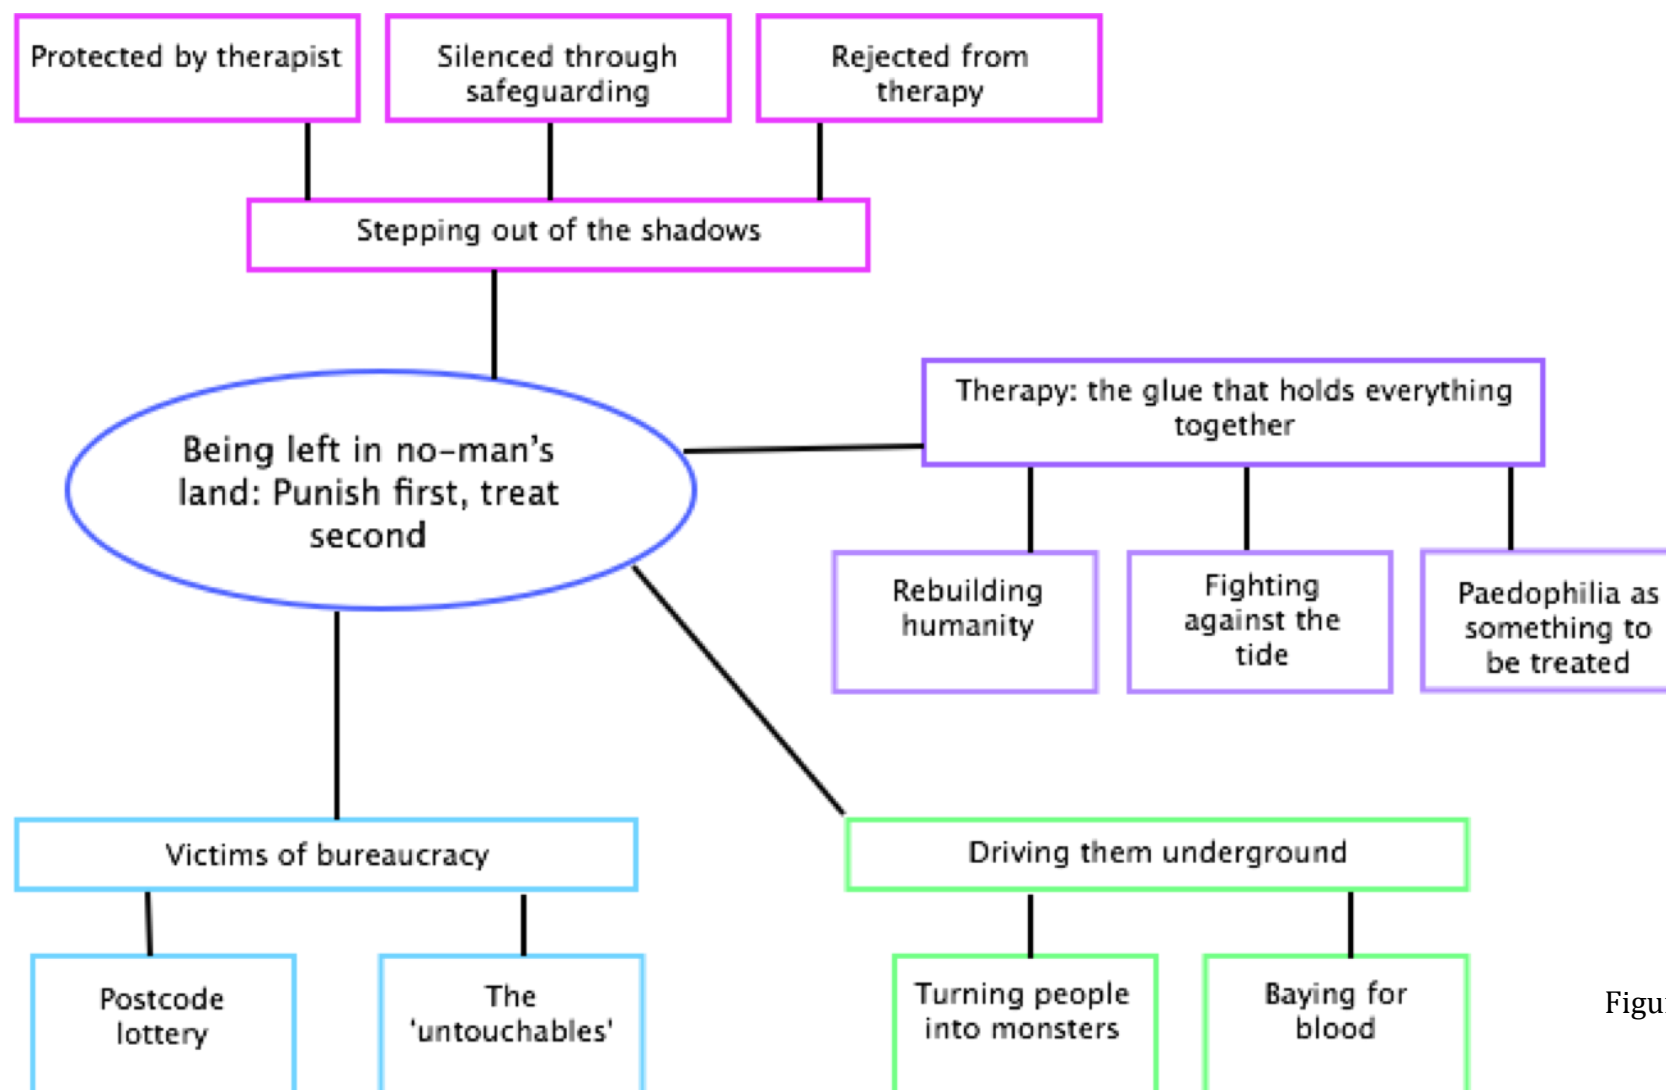 Protected by therapist
Silenced through
safeguarding
Rejected from
therapy
Stepping out of the shadows
Being left in no-man’s
land: Punish first, treat
second
Therapy: the glue that holds everything
together
Rebuilding
humanity
Fighting
against the
tide
Paedophilia as
something to
be treated
Victims of bureaucracy
Driving them underground
Postcode
lottery
The
'untouchables'
Turning people
into monsters
Baying for
blood